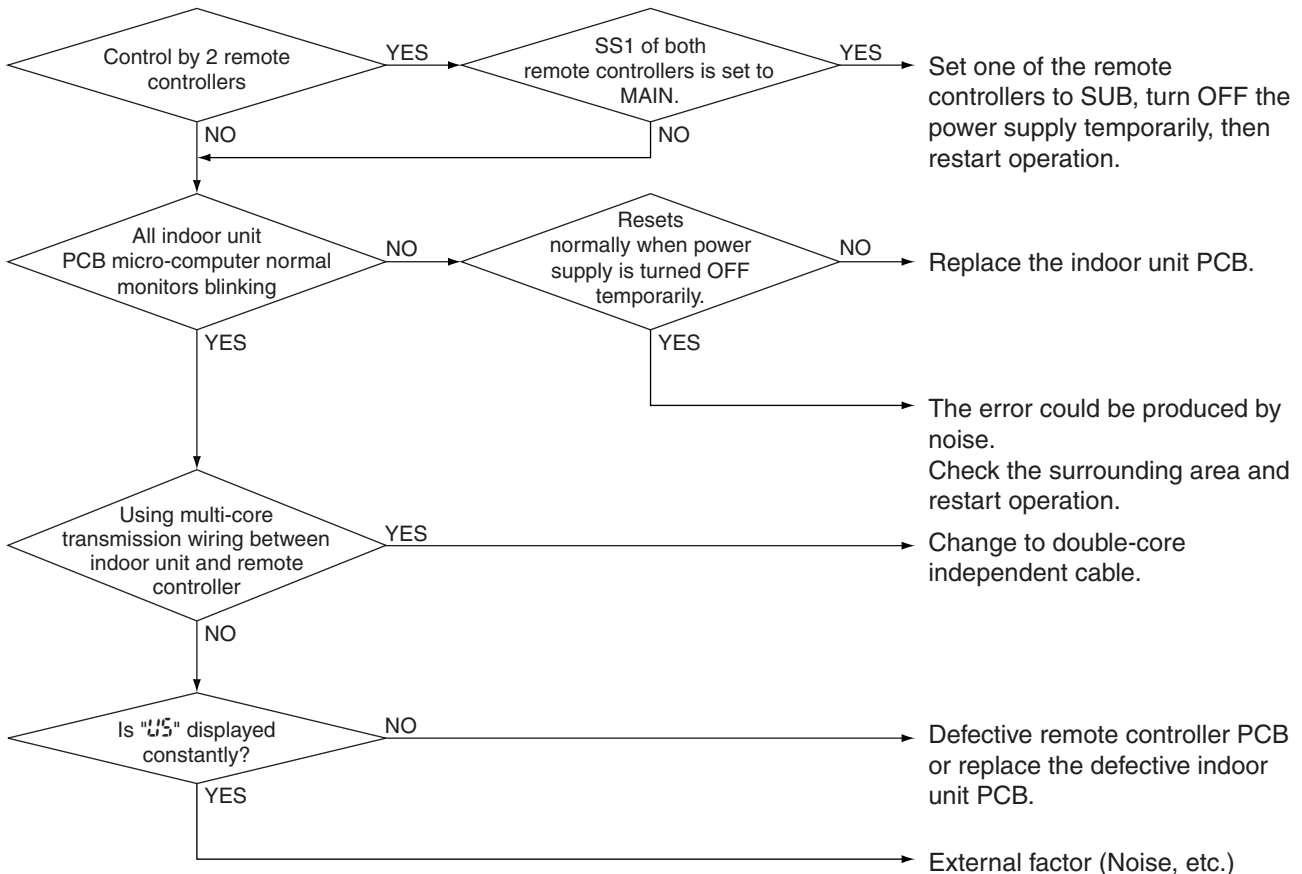 Control by 2 remote
controllers
YES
SS1 of both
remote controllers is set to
MAIN.
YES
Set one of the remote
controllers to SUB, turn OFF the
power supply temporarily, then
restart operation.
NO
NO
All indoor unit
PCB micro-computer normal
monitors blinking
NO
Resets
normally when power
supply is turned OFF
temporarily.
NO
Replace the indoor unit PCB.
YES
YES
The error could be produced by
noise.
Check the surrounding area and
restart operation.
Using multi-core
transmission wiring between
indoor unit and remote
controller
YES
Change to double-core
independent cable.
NO
Is "U5" displayed
constantly?
NO
Defective remote controller PCB
or replace the defective indoor
unit PCB.
YES
External factor (Noise, etc.)